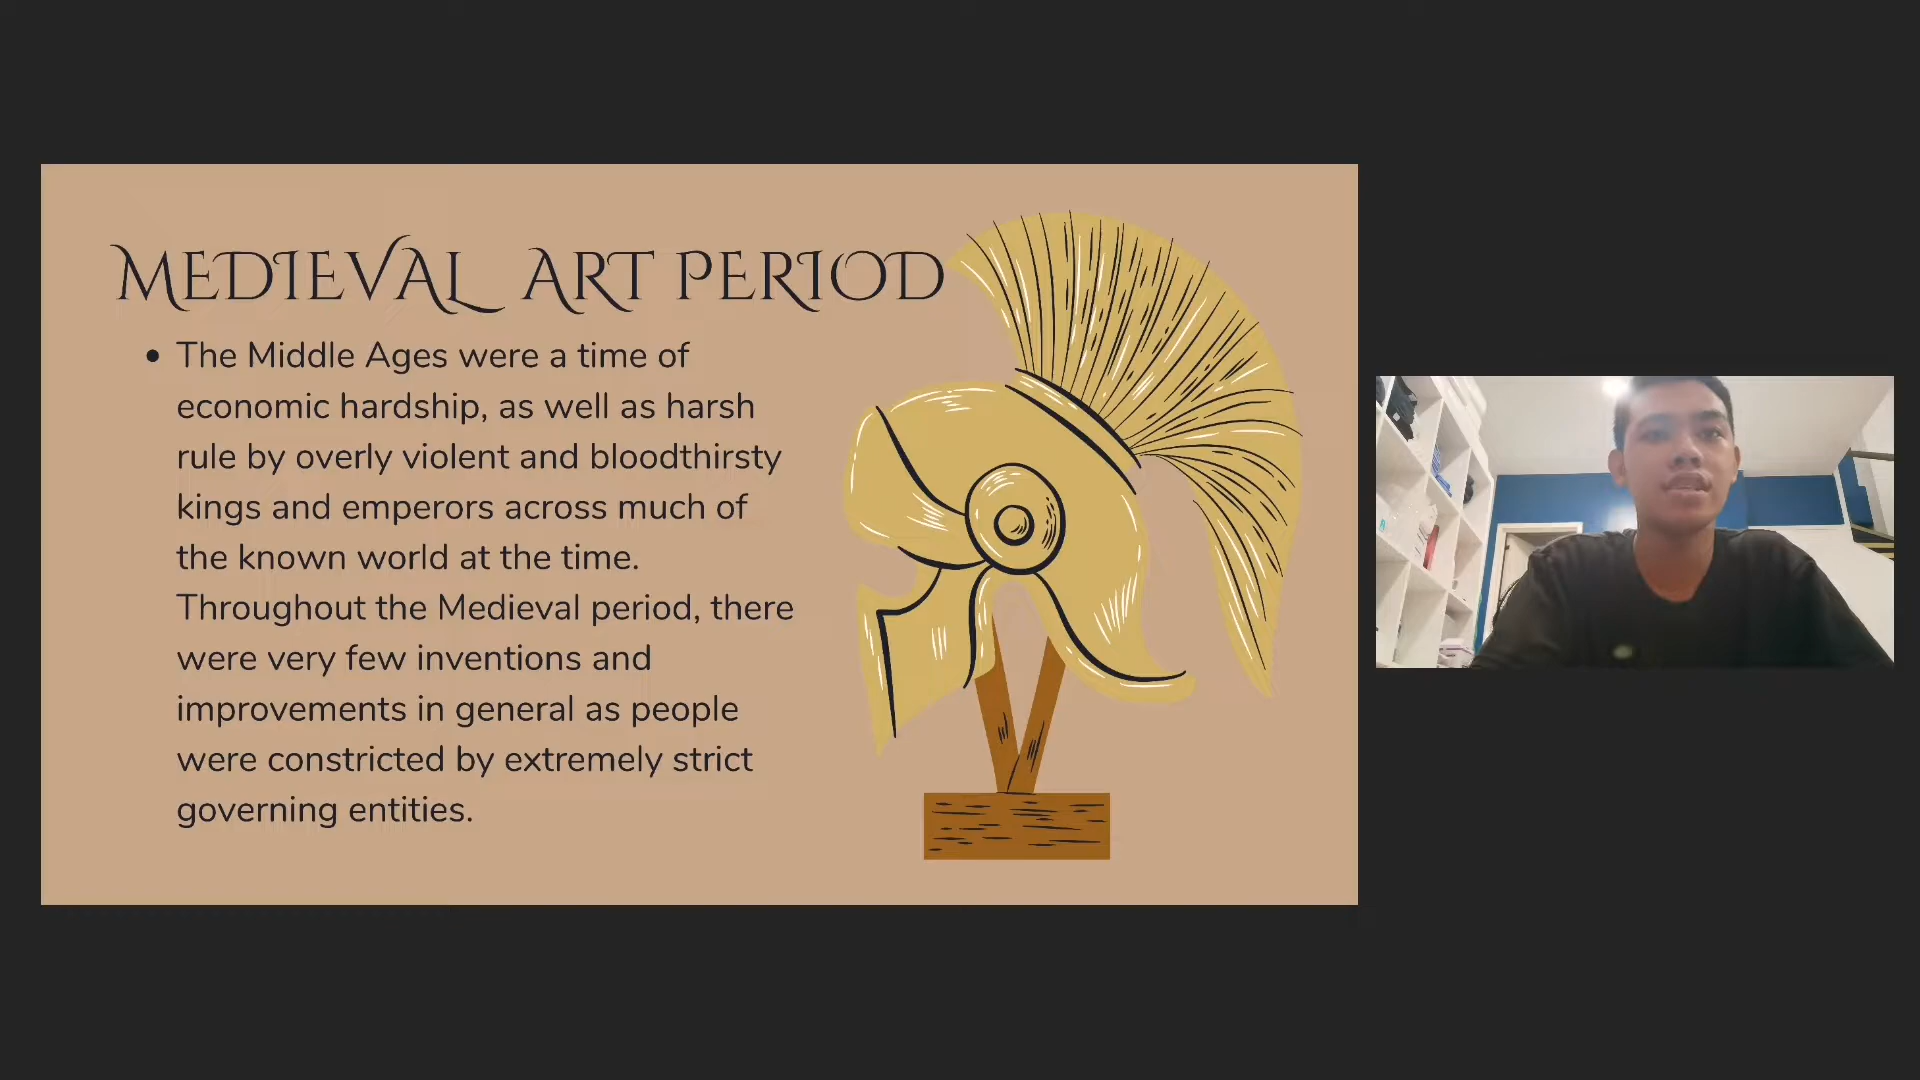 MEDIEVAL ART PERIOD
• The Middle Ages were a time of
economic hardship, as well as harsh
rule by overly violent and bloodthirsty
kings and emperors across much of
the known world at the time.
Throughout the Medieval period, there
were very few inventions and
improvements in general as people
were constricted by extremely strict
governing entities.